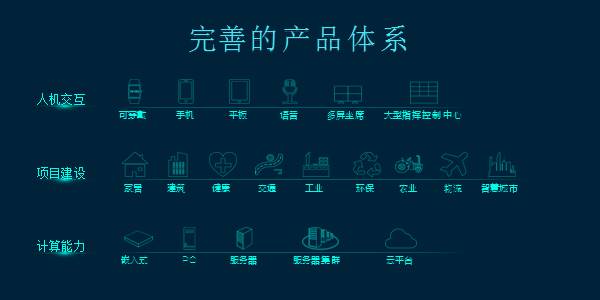 完善的产品体系
人机交互
可穿戴 手机 平板 语音 多屏坐席 大型指挥控制中心
项目建设
家居 建筑 健康 交通 工业 环保 农业 物流 智慧城市
计算能力
嵌入式 PC 服务器 服务器集群 云平台